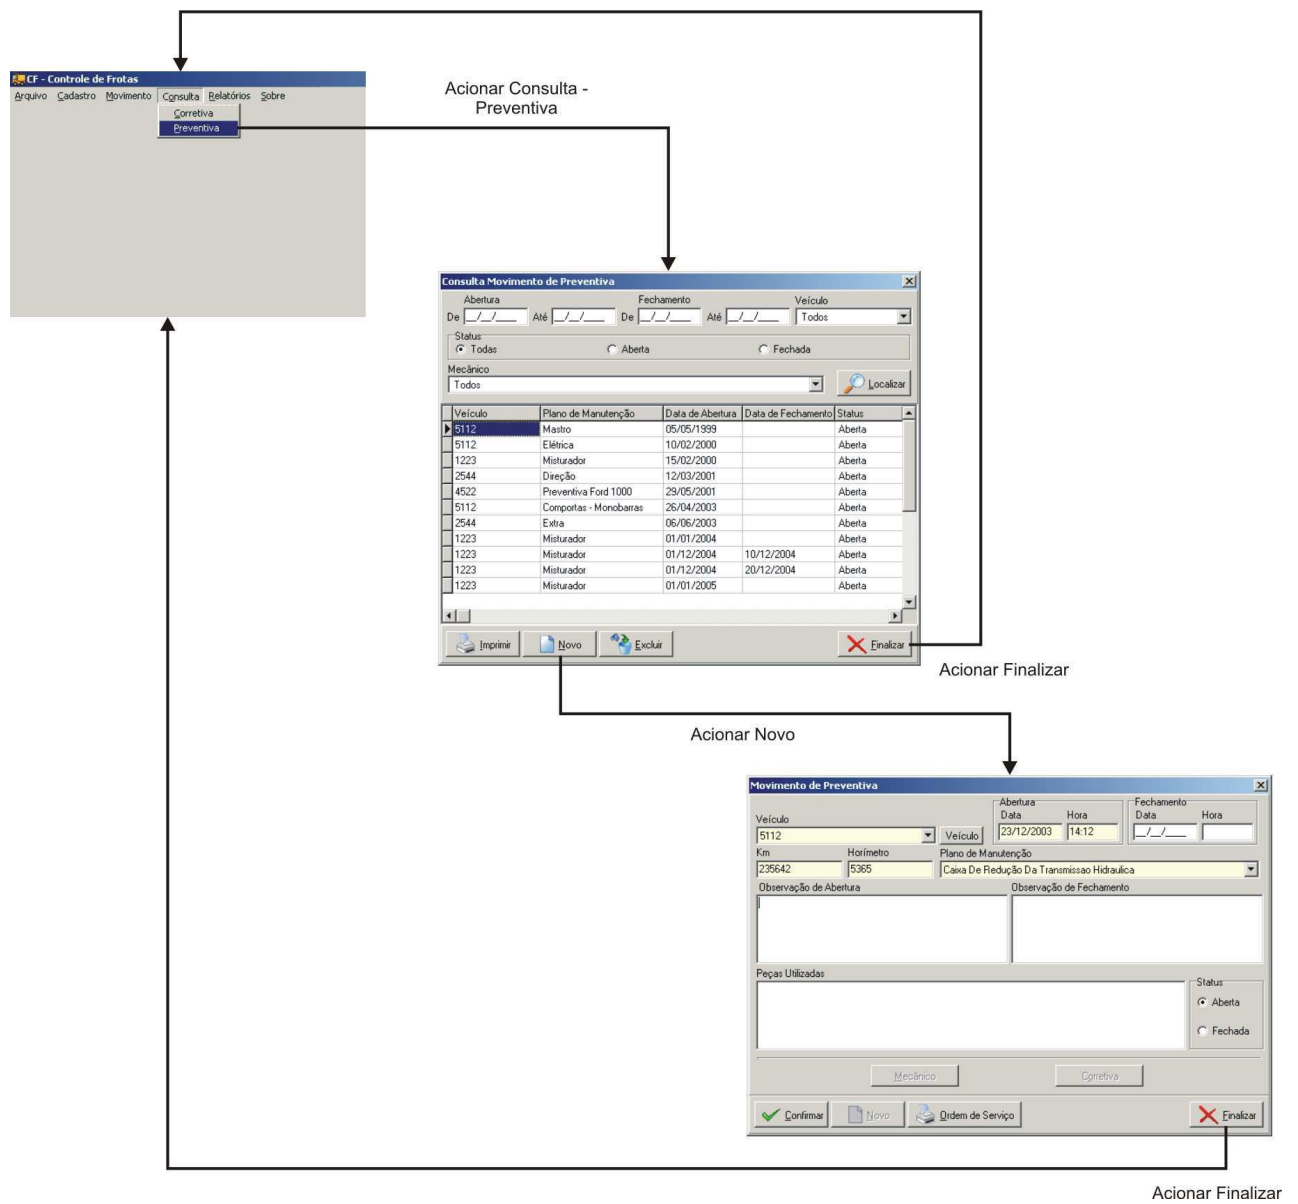 CF - Controle de Frotas
Arquivo Cadastro Movimento Consulta Relatórios Sobre
Corretiva
Preventiva
Acionar Consulta -
Preventiva
Consulta Movimento de Preventiva
Abertura Fechamento Veículo
De __/__/____ Até __/__/____ De __/__/____ Até __/__/____ Todos
Status
Todas Aberta Fechada
Mecânico
Todos Localizar
Veículo Plano de Manutenção Data de Abertura Data de Fechamento Status
5112 Mastro 05/05/1999 Aberta
5112 Elétrica 10/02/2000 Aberta
1223 Misturador 15/02/2000 Aberta
2544 Direção 12/03/2001 Aberta
4522 Preventiva Ford 1000 29/05/2001 Aberta
5112 Comportas - Monobarras 26/04/2003 Aberta
2544 Extra 06/06/2003 Aberta
1223 Misturador 01/01/2004 Aberta
1223 Misturador 01/12/2004 10/12/2004 Aberta
1223 Misturador 01/12/2004 20/12/2004 Aberta
1223 Misturador 01/01/2005 Aberta
Imprimir Novo Excluir Finalizar
Acionar Finalizar
Acionar Novo
Movimento de Preventiva
Abertura Fechamento
Veículo Data Hora Data Hora
5112 Veículo 23/12/2003 14:12 __/__/____
Km Horímetro Plano de Manutenção
235642 5365 Caixa De Redução Da Transmissao Hidraulica
Observação de Abertura Observação de Fechamento
Peças Utilizadas
Status
Aberta
Fechada
Mecânico Corretiva
Confirmar Novo Ordem de Serviço Finalizar
Acionar Finalizar